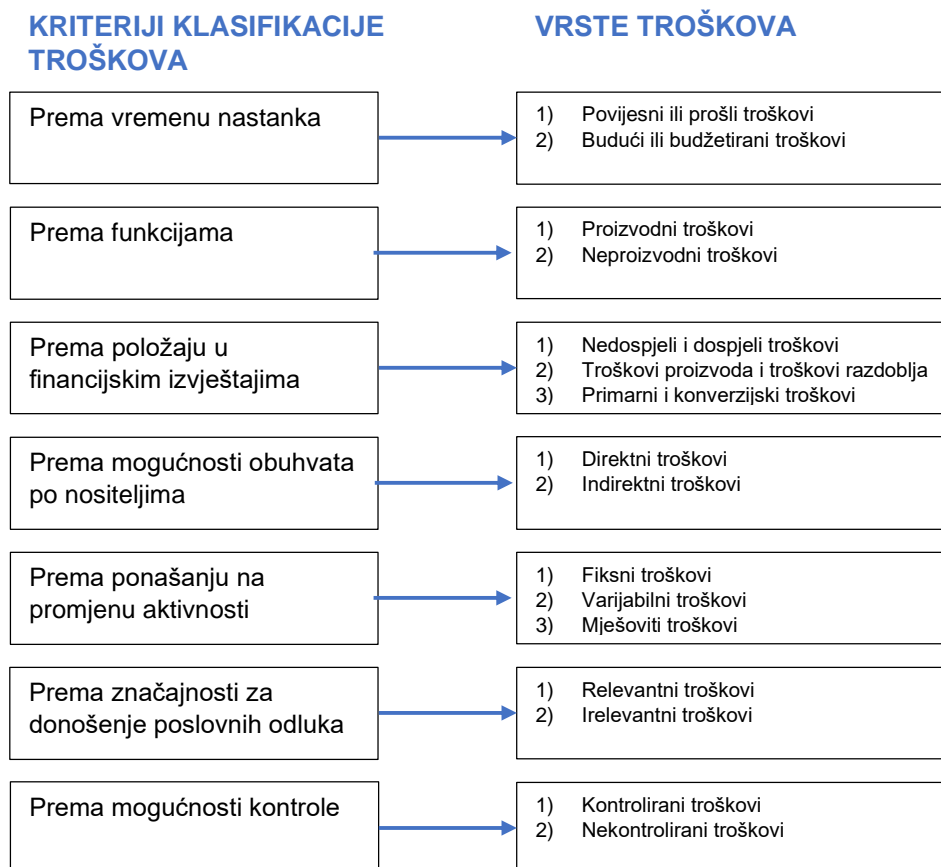 KRITERIJI KLASIFIKACIJE
TROŠKOVA
VRSTE TROŠKOVA
Prema vremenu nastanka
1) Povijesni ili prošli troškovi
2) Budući ili budžetirani troškovi
Prema funkcijama
1) Proizvodni troškovi
2) Neproizvodni troškovi
Prema položaju u
financijskim izvještajima
1) Nedospjeli i dospjeli troškovi
2) Troškovi proizvoda i troškovi razdoblja
3) Primarni i konverzijski troškovi
Prema mogućnosti obuhvata
po nositeljima
1) Direktni troškovi
2) Indirektni troškovi
Prema ponašanju na
promjenu aktivnosti
1) Fiksni troškovi
2) Varijabilni troškovi
3) Mješoviti troškovi
Prema značajnosti za
donošenje poslovnih odluka
1) Relevantni troškovi
2) Irelevantni troškovi
Prema mogućnosti kontrole
1) Kontrolirani troškovi
2) Nekontrolirani troškovi